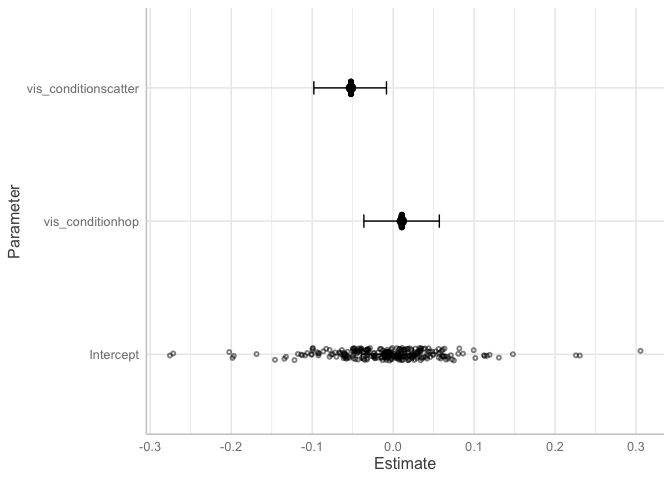 vis_conditionscatter
vis_conditionhop
Intercept
Parameter
-0.3 -0.2 -0.1 0.0 0.1 0.2 0.3
Estimate